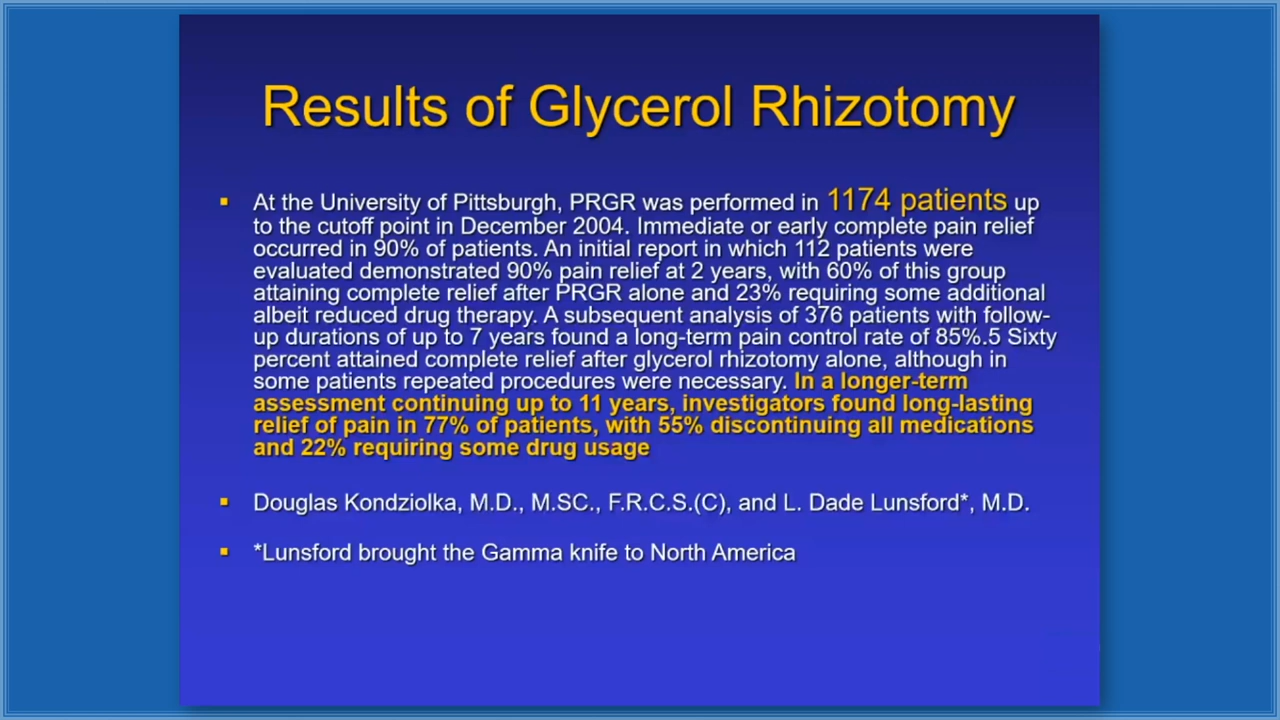 Results of Glycerol Rhizotomy
▪ At the University of Pittsburgh, PRGR was performed in 1174 patients up
to the cutoff point in December 2004. Immediate or early complete pain relief
occurred in 90% of patients. An initial report in which 112 patients were
evaluated demonstrated 90% pain relief at 2 years, with 60% of this group
attaining complete relief after PRGR alone and 23% requiring some additional
albeit reduced drug therapy. A subsequent analysis of 376 patients with follow-
up durations of up to 7 years found a long-term pain control rate of 85%.5 Sixty
percent attained complete relief after glycerol rhizotomy alone, although in
some patients repeated procedures were necessary. In a longer-term
assessment continuing up to 11 years, investigators found long-lasting
relief of pain in 77% of patients, with 55% discontinuing all medications
and 22% requiring some drug usage
▪ Douglas Kondziolka, M.D., M.SC., F.R.C.S.(C), and L. Dade Lunsford*, M.D.
▪ *Lunsford brought the Gamma knife to North America